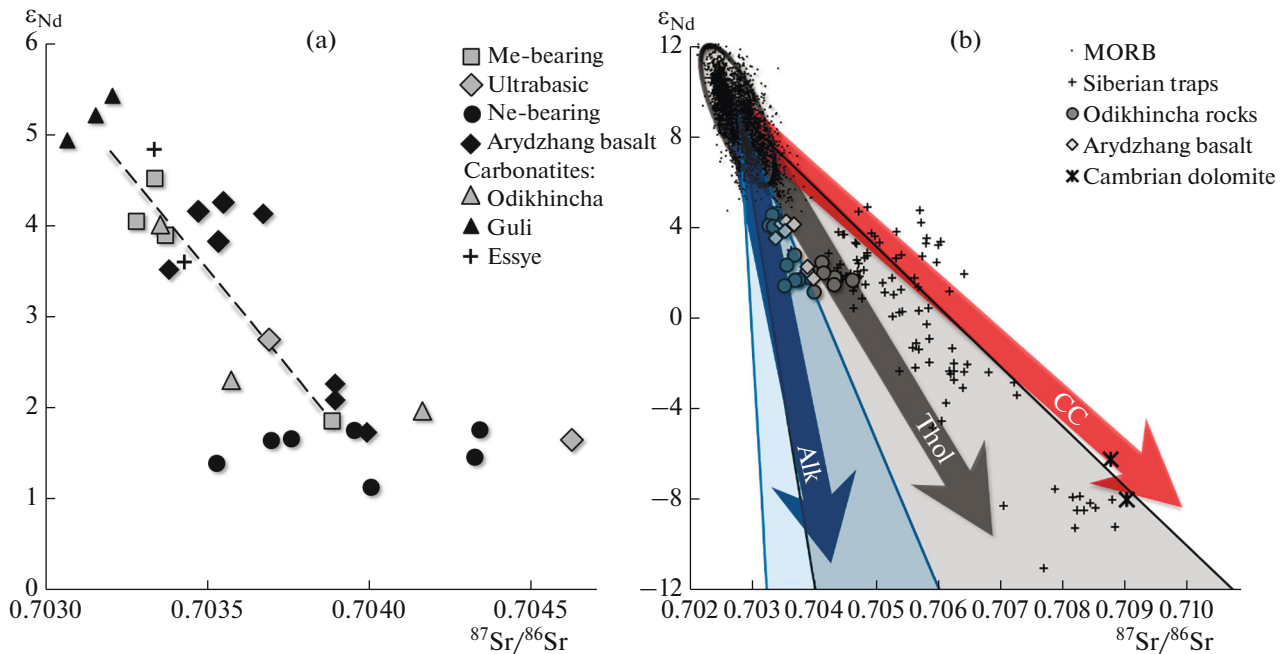 εNd
(a)
6
5
4
3
2
1
0
0.7030
0.7035
0.7040
0.7045
87Sr/86Sr
Me-bearing
Ultrabasic
Ne-bearing
Arydzhang basalt
Carbonatites:
Odikhincha
Guli
Essye
εNd
(b)
12
8
4
0
−4
−8
−12
0.702
0.703
0.704
0.705
0.706
0.707
0.708
0.709
0.710
87Sr/86Sr
MORB
Siberian traps
Odikhincha rocks
Arydzhang basalt
Cambrian dolomite
Alk
Thol
CC